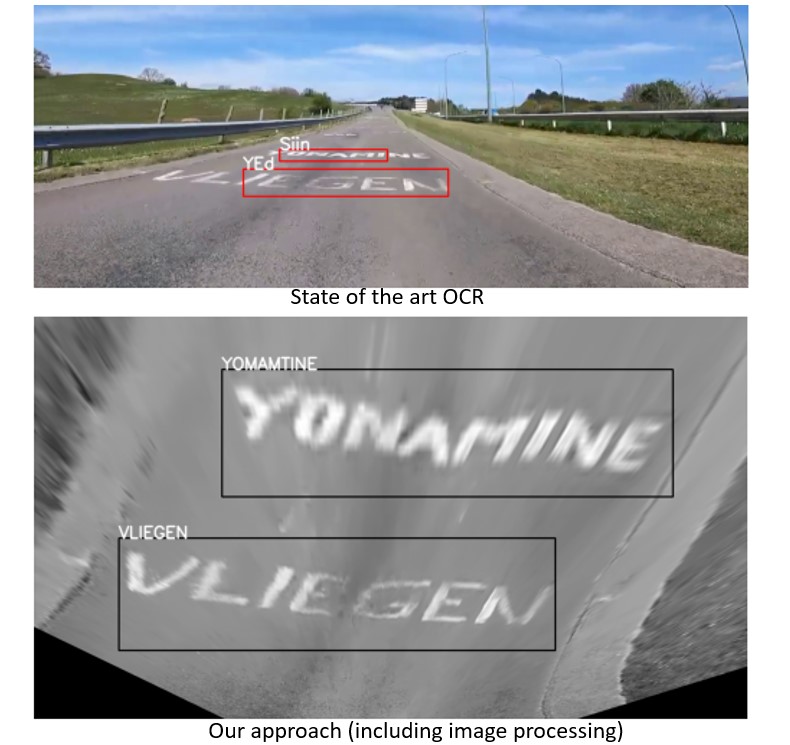 Siin
YONAMINE
YEd
VLIEGEN
State of the art OCR
YOMAMTINE
YONAMINE
VLIEGEN
VLIEGEN
Our approach (including image processing)